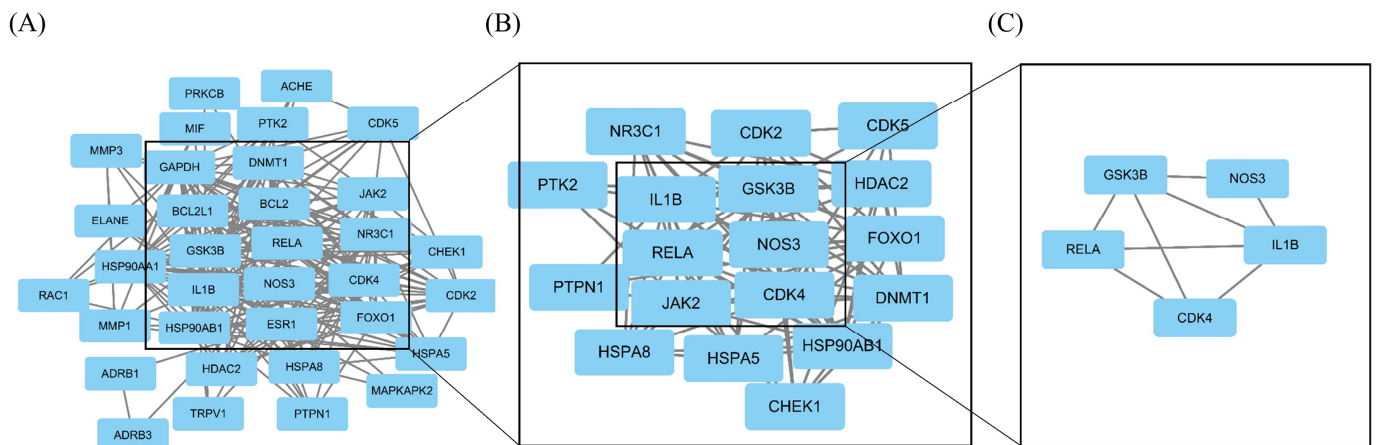 (A)
(B)
(C)
PRKCB
ACHE
MIF
PTK2
CDK5
MMP3
GAPDH
DNMT1
JAK2
BCL2L1
BCL2
ELANE
NR3C1
GSK3B
RELA
CHEK1
HSP90AA1
RAC1
IL1B
NOS3
CDK4
CDK2
MMP1
HSP90AB1
ESR1
FOXO1
HSPA5
ADRB1
HDAC2
HSPA8
MAPKAPK2
TRPV1
PTPN1
ADRB3
NR3C1
CDK2
CDK5
PTK2
IL1B
GSK3B
HDAC2
RELA
NOS3
FOXO1
PTPN1
JAK2
CDK4
DNMT1
HSPA8
HSPA5
HSP90AB1
CHEK1
GSK3B
NOS3
RELA
IL1B
CDK4